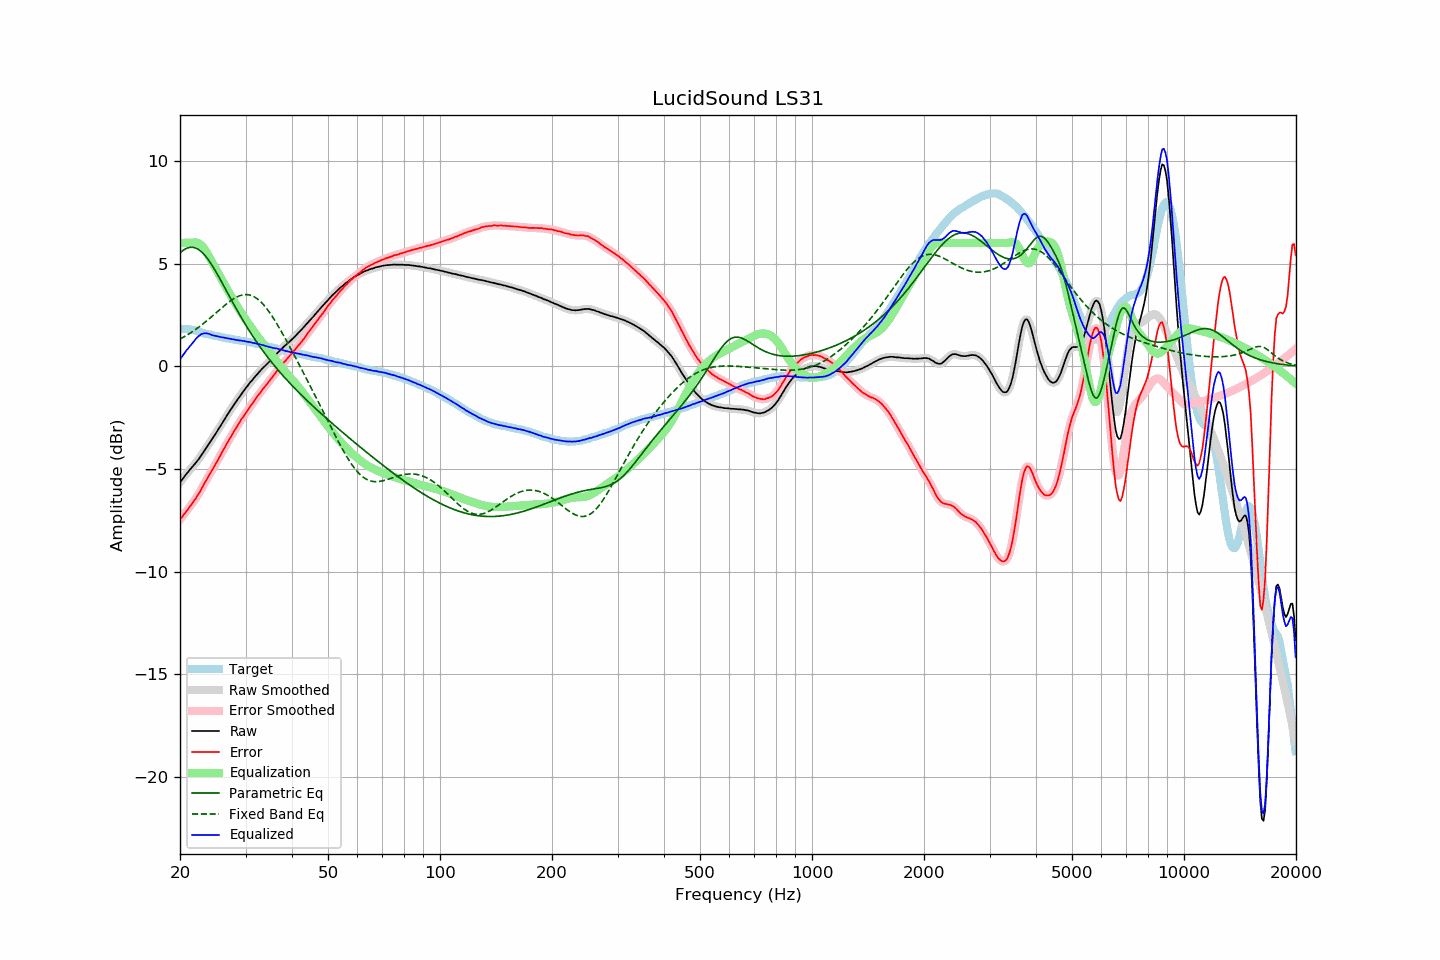 LucidSound LS31
Amplitude (dBr)
10
5
0
−5
−10
−15
−20
Target
Raw Smoothed
Error Smoothed
Raw
Error
Equalization
Parametric Eq
Fixed Band Eq
Equalized
20 50 100 200 500 1000 2000 5000 10000 20000
Frequency (Hz)